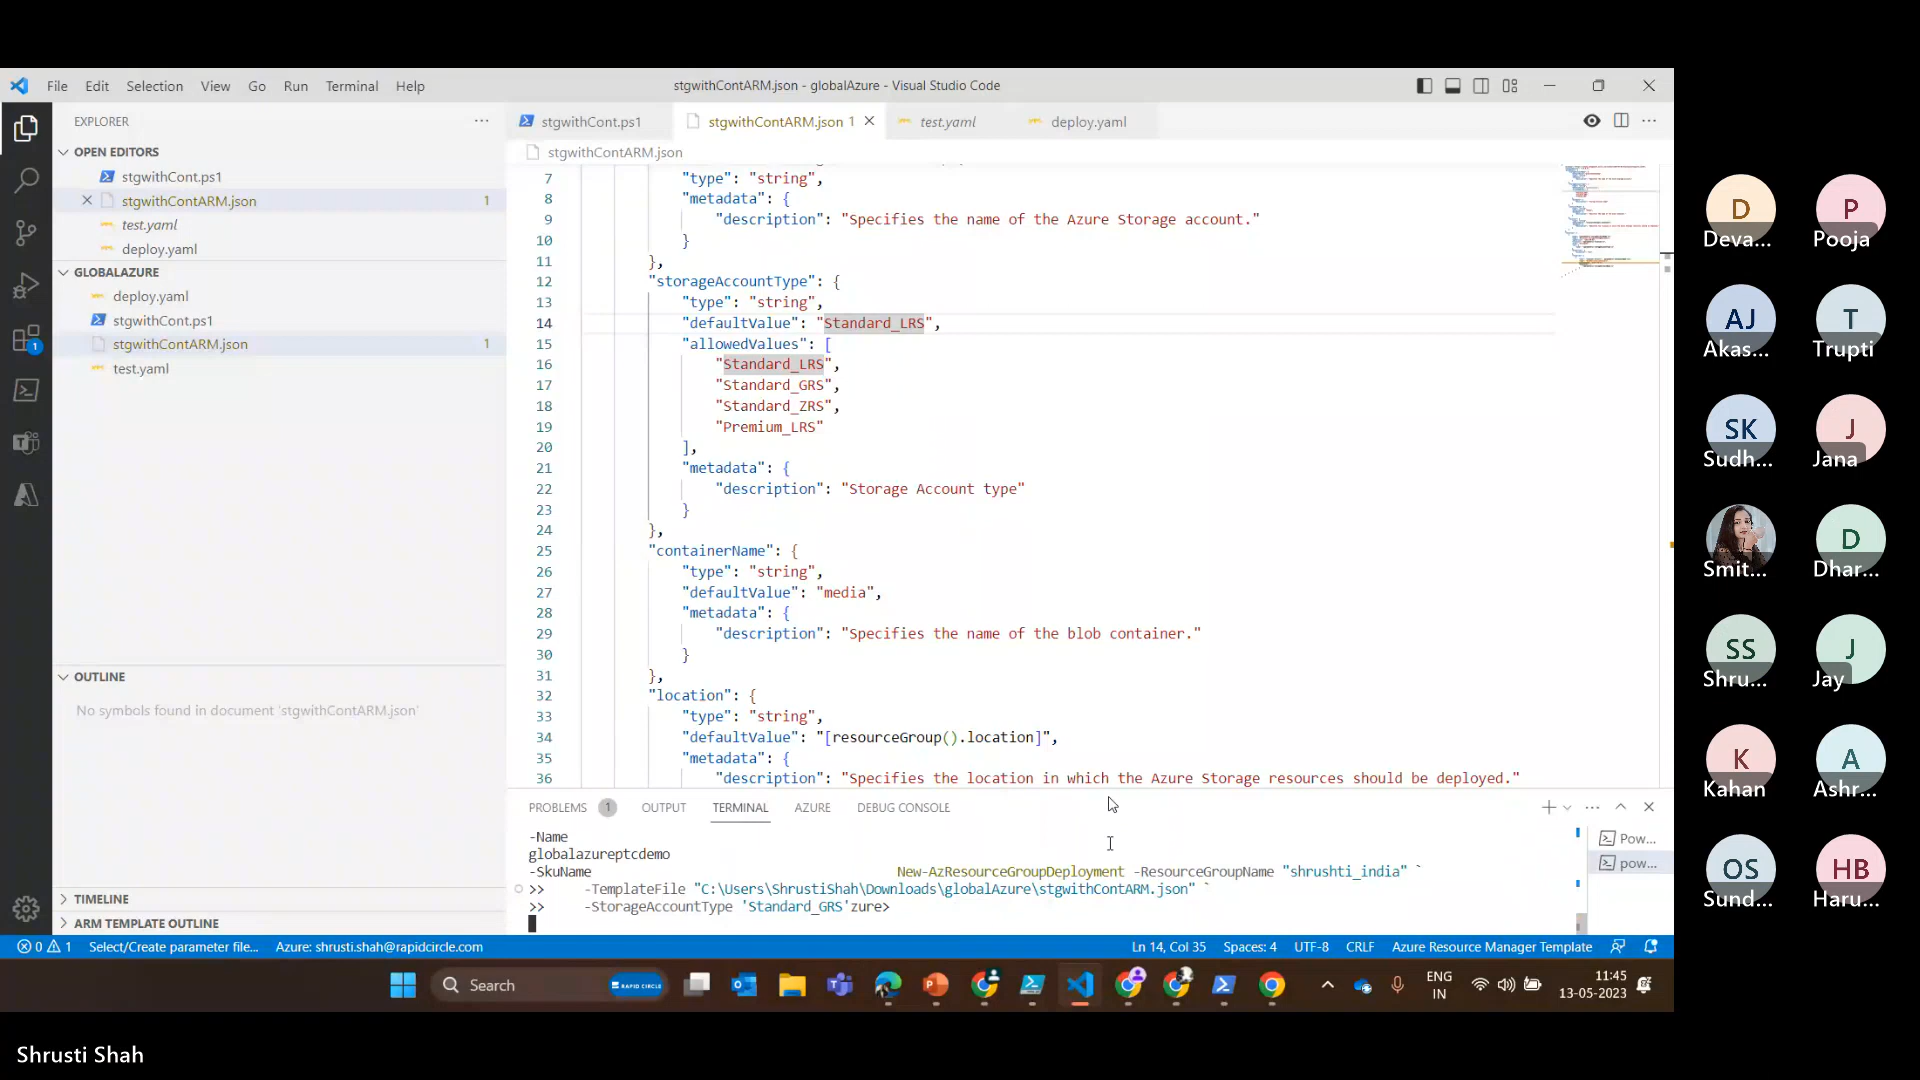 File Edit Selection View Go Run Terminal Help
stgwithContARM.json - globalAzure - Visual Studio Code
EXPLORER
OPEN EDITORS
stgwithCont.ps1
stgwithContARM.json 1
test.yaml
deploy.yaml
GLOBALAZURE
deploy.yaml
stgwithCont.ps1
stgwithContARM.json 1
test.yaml
1
OUTLINE
No symbols found in document 'stgwithContARM.json'
TIMELINE
ARM TEMPLATE OUTLINE
stgwithCont.ps1 stgwithContARM.json 1 test.yaml deploy.yaml
stgwithContARM.json
7 "type": "string",
8 "metadata": {
9 "description": "Specifies the name of the Azure Storage account."
10 }
11 },
12 "storageAccountType": {
13 "type": "string",
14 "defaultValue": "Standard_LRS",
15 "allowedValues": [
16 "Standard_LRS",
17 "Standard_GRS",
18 "Standard_ZRS",
19 "Premium_LRS"
20 ],
21 "metadata": {
22 "description": "Storage Account type"
23 }
24 },
25 "containerName": {
26 "type": "string",
27 "defaultValue": "media",
28 "metadata": {
29 "description": "Specifies the name of the blob container."
30 }
31 },
32 "location": {
33 "type": "string",
34 "defaultValue": "[resourceGroup().location]",
35 "metadata": {
36 "description": "Specifies the location in which the Azure Storage resources should be deployed."
PROBLEMS 1 OUTPUT TERMINAL AZURE DEBUG CONSOLE
-Name
globalazureptcdemo
-SkuName New-AzResourceGroupDeployment -ResourceGroupName "shrushti_india" `
>> -TemplateFile "C:\Users\ShrustiShah\Downloads\globalAzure\stgwithContARM.json" `
>> -StorageAccountType 'Standard_GRS'zure>
Pow...
pow...
0 1 Select/Create parameter file... Azure: shrusti.shah@rapidcircle.com
Ln 14, Col 35 Spaces: 4 UTF-8 CRLF Azure Resource Manager Template
Search RAPID CIRCLE
ENG
IN
11:45
13-05-2023
D
Deva...
P
Pooja
AJ
Akas...
T
Trupti
SK
Sudh...
J
Jana
Smit...
D
Dhar...
SS
Shru...
J
Jay
K
Kahan
A
Ashr...
OS
Sund...
HB
Haru...
Shrusti Shah